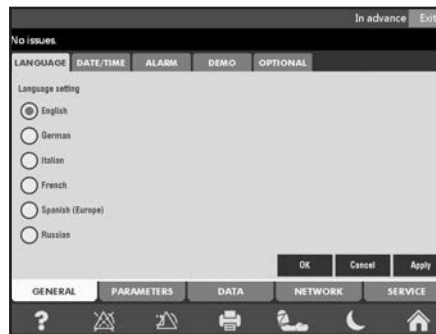 In advance Exit
No issues.
LANGUAGE DATE/TIME ALARM DEMO OPTIONAL
Language setting
English
German
Italian
French
Spanish (Europe)
Russian
OK Cancel Apply
GENERAL PARAMETERS DATA NETWORK SERVICE
?